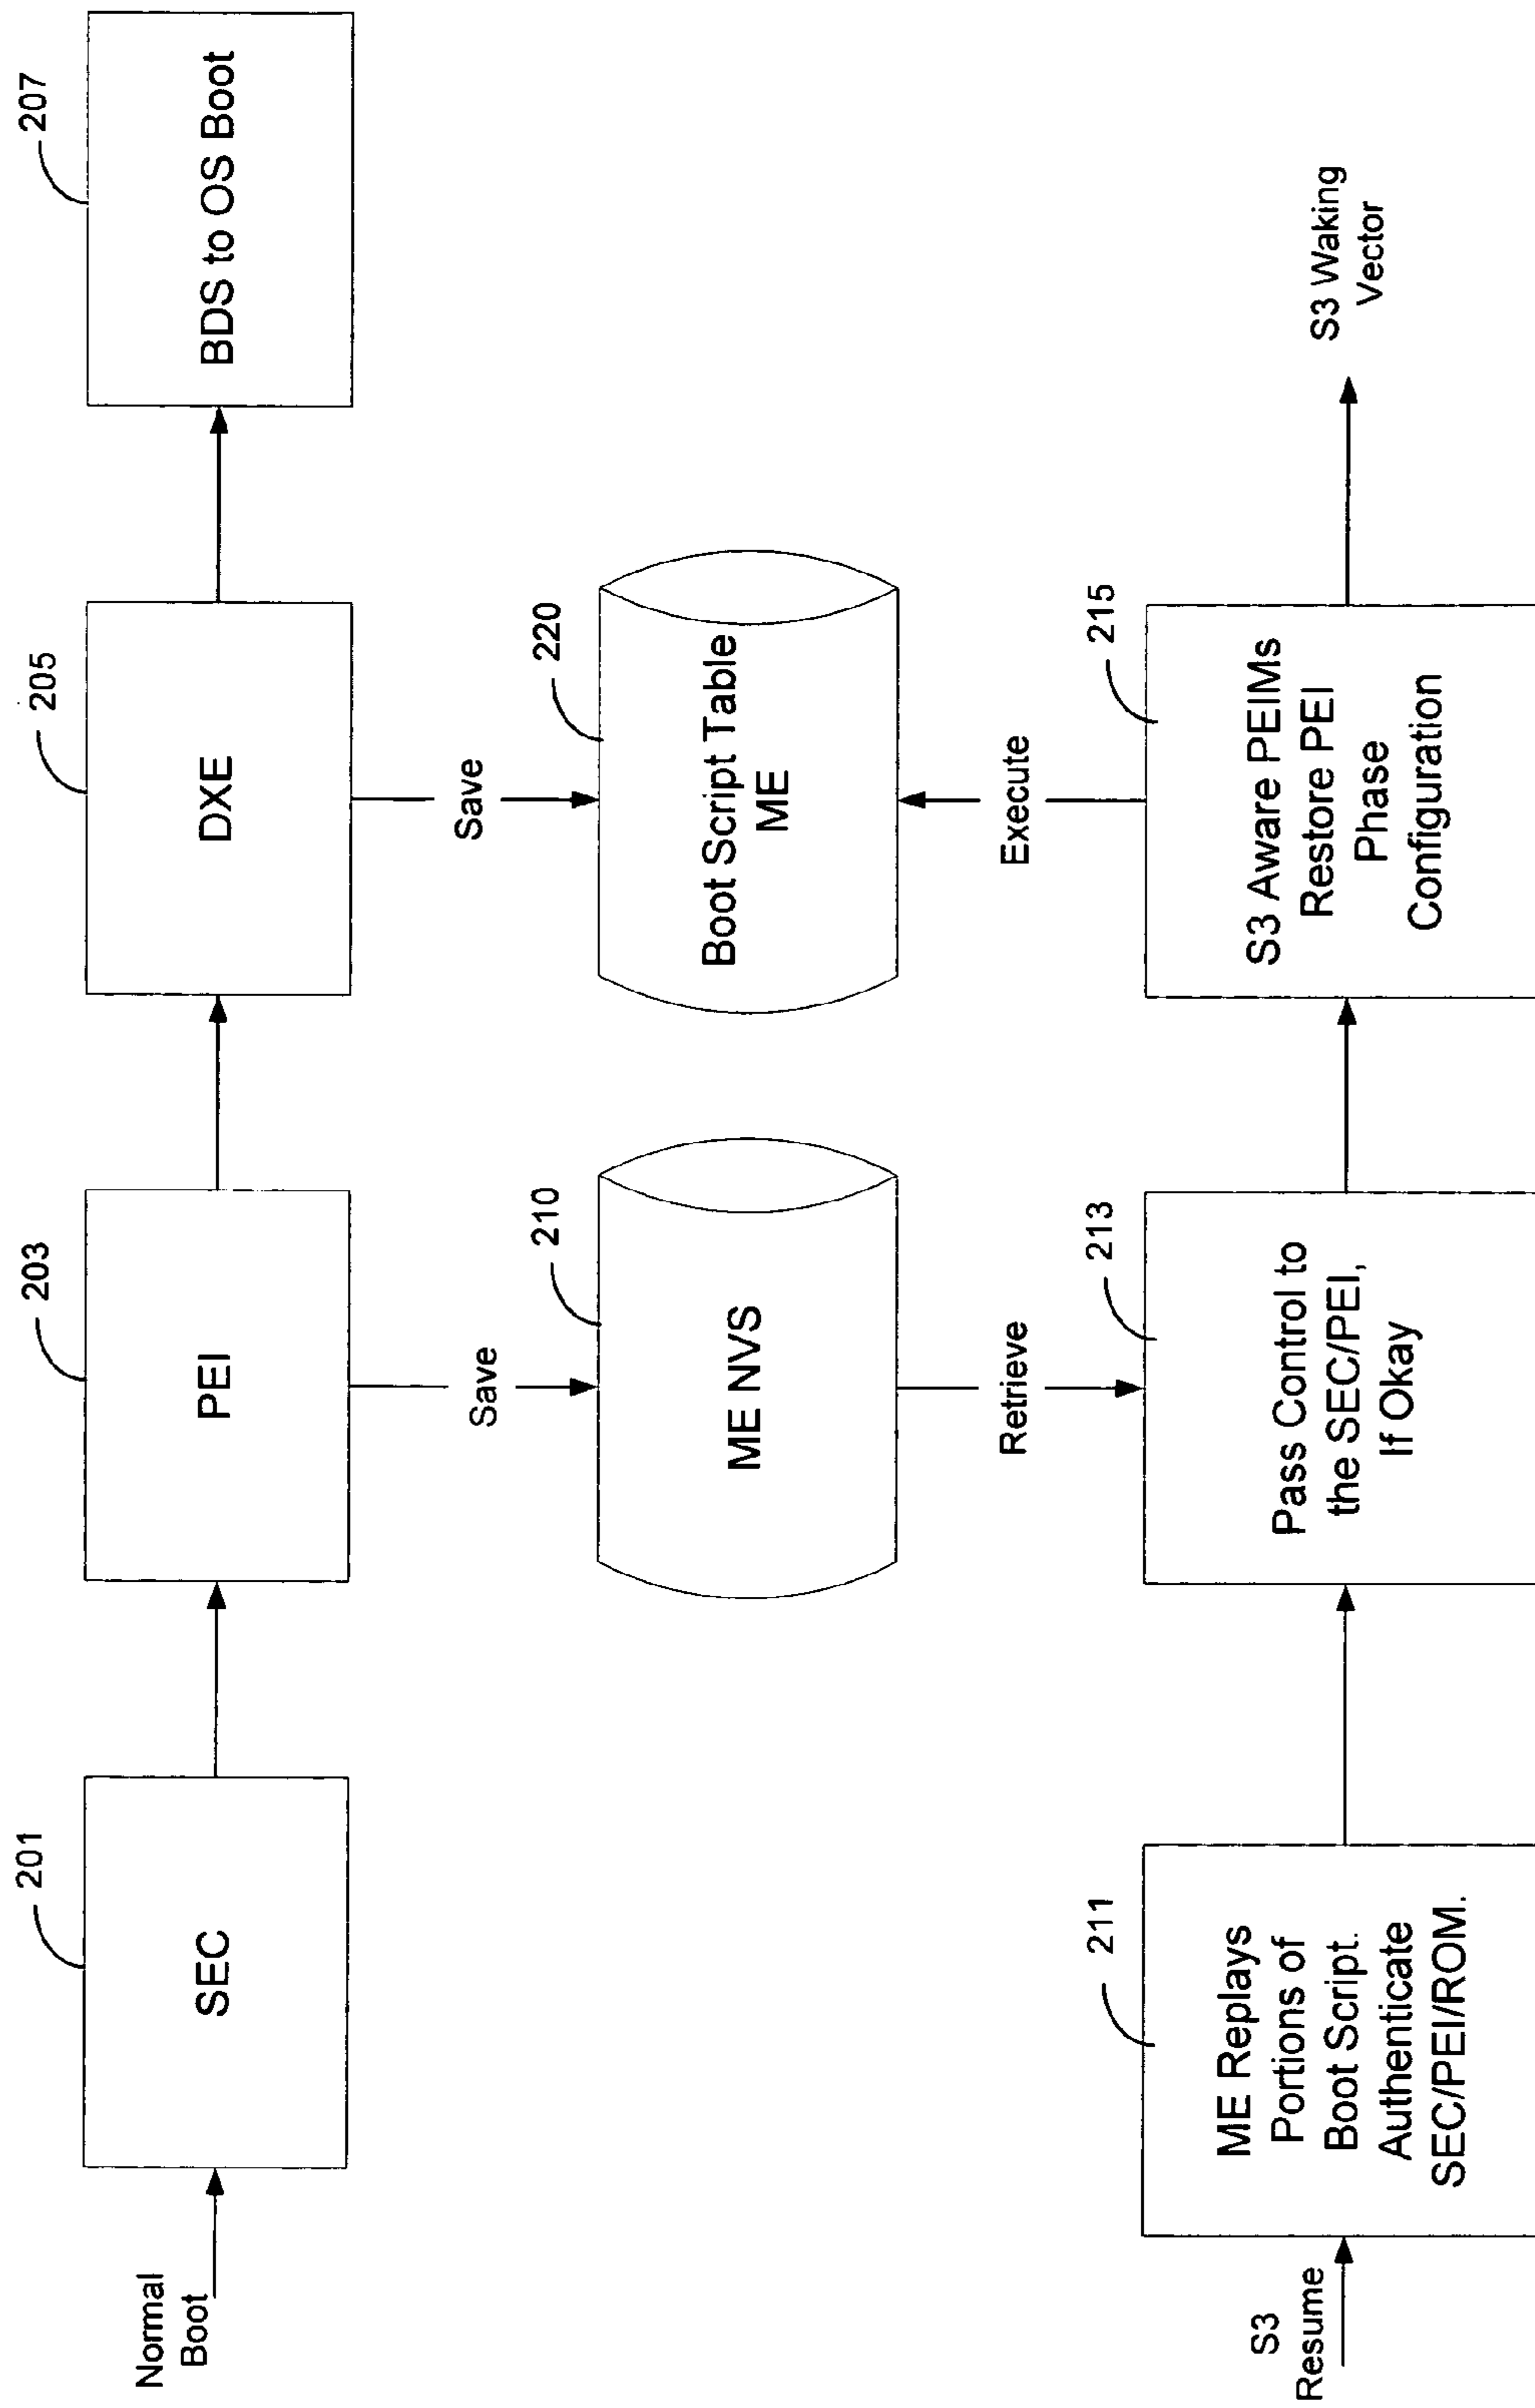 Normal
Boot
201
SEC
203
PEI
205
DXE
207
BDS to OS Boot
Save
Save
210
ME NVS
220
Boot Script Table
ME
Retrieve
Execute
S3
Resume
211
ME Replays
Portions of
Boot Script.
Authenticate
SEC/PEI/ROM.
213
Pass Control to
the SEC/PEI,
If Okay
215
S3 Aware PEIMs
Restore PEI
Phase
Configuration
S3 Waking
Vector